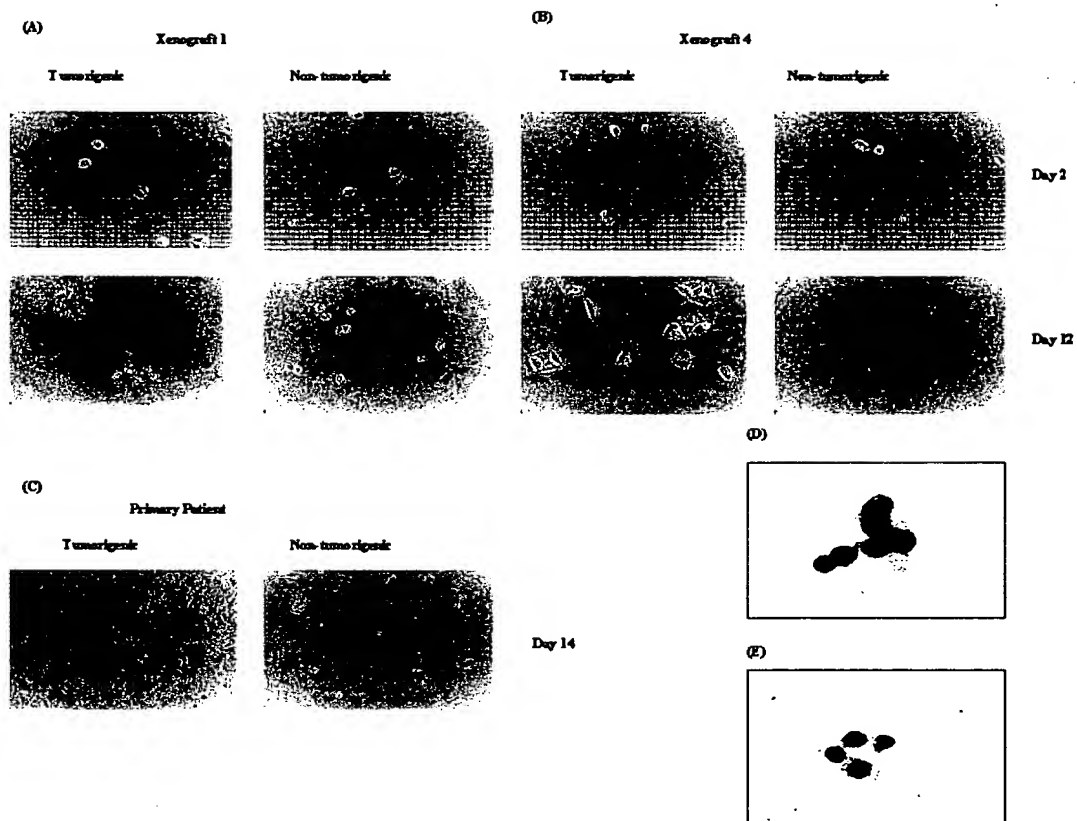 (A)
Xenograft 1
Tumorigenic
Non-tumorigenic
(B)
Xenograft 4
Tumorigenic
Non-tumorigenic
Day 2
Day 12
(C)
Primary Patient
Tumorigenic
Non-tumorigenic
Day 14
(D)
(E)